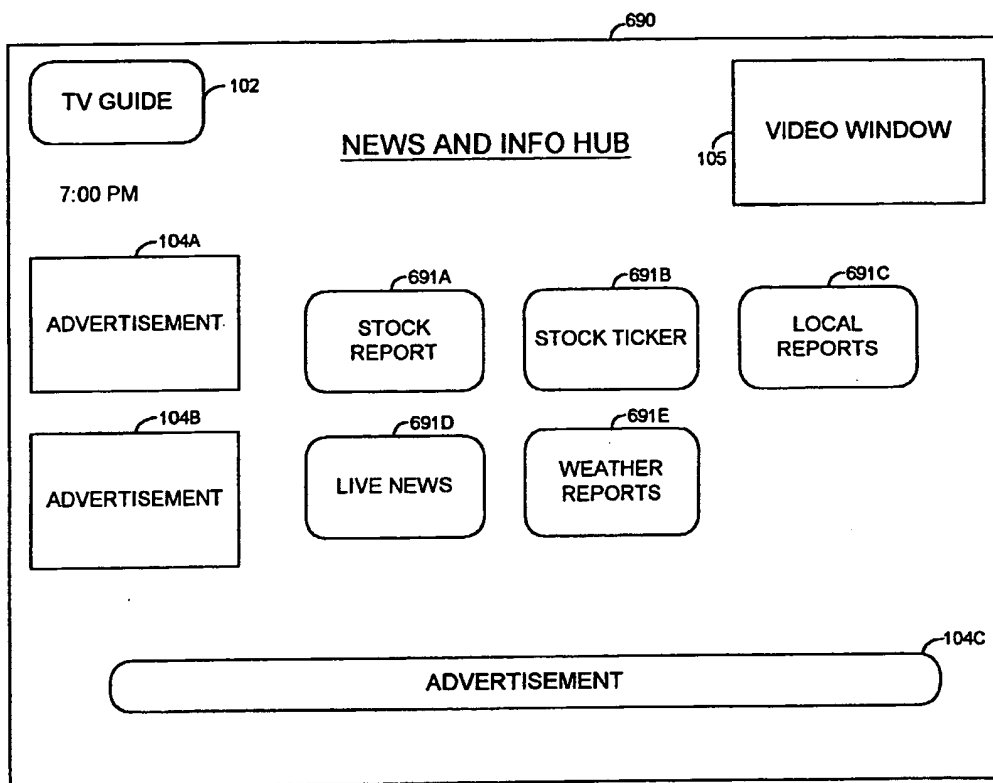 690
TV GUIDE
102
NEWS AND INFO HUB
VIDEO WINDOW
105
7:00 PM
104A
ADVERTISEMENT
691A
STOCK
REPORT
691B
STOCK TICKER
691C
LOCAL
REPORTS
104B
ADVERTISEMENT
691D
LIVE NEWS
691E
WEATHER
REPORTS
104C
ADVERTISEMENT